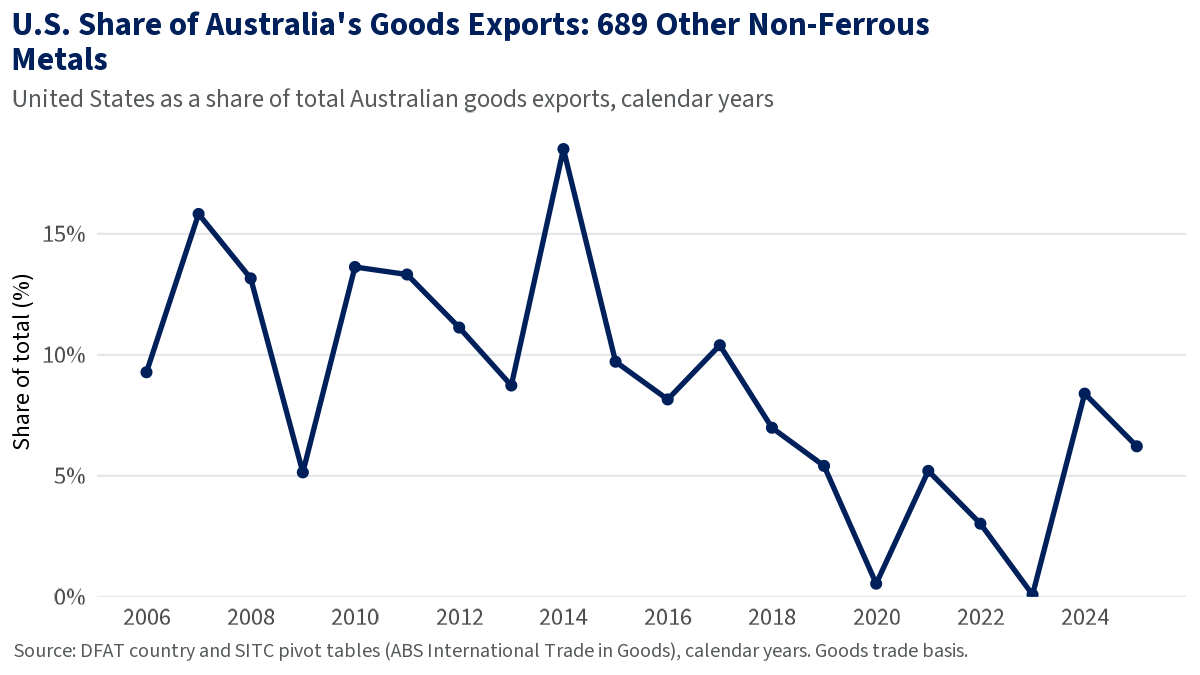 U.S. Share of Australia's Goods Exports: 689 Other Non-Ferrous
Metals
United States as a share of total Australian goods exports, calendar years
Share of total (%)
15%
10%
5%
0%
2006 2008 2010 2012 2014 2016 2018 2020 2022 2024
Source: DFAT country and SITC pivot tables (ABS International Trade in Goods), calendar years. Goods trade basis.